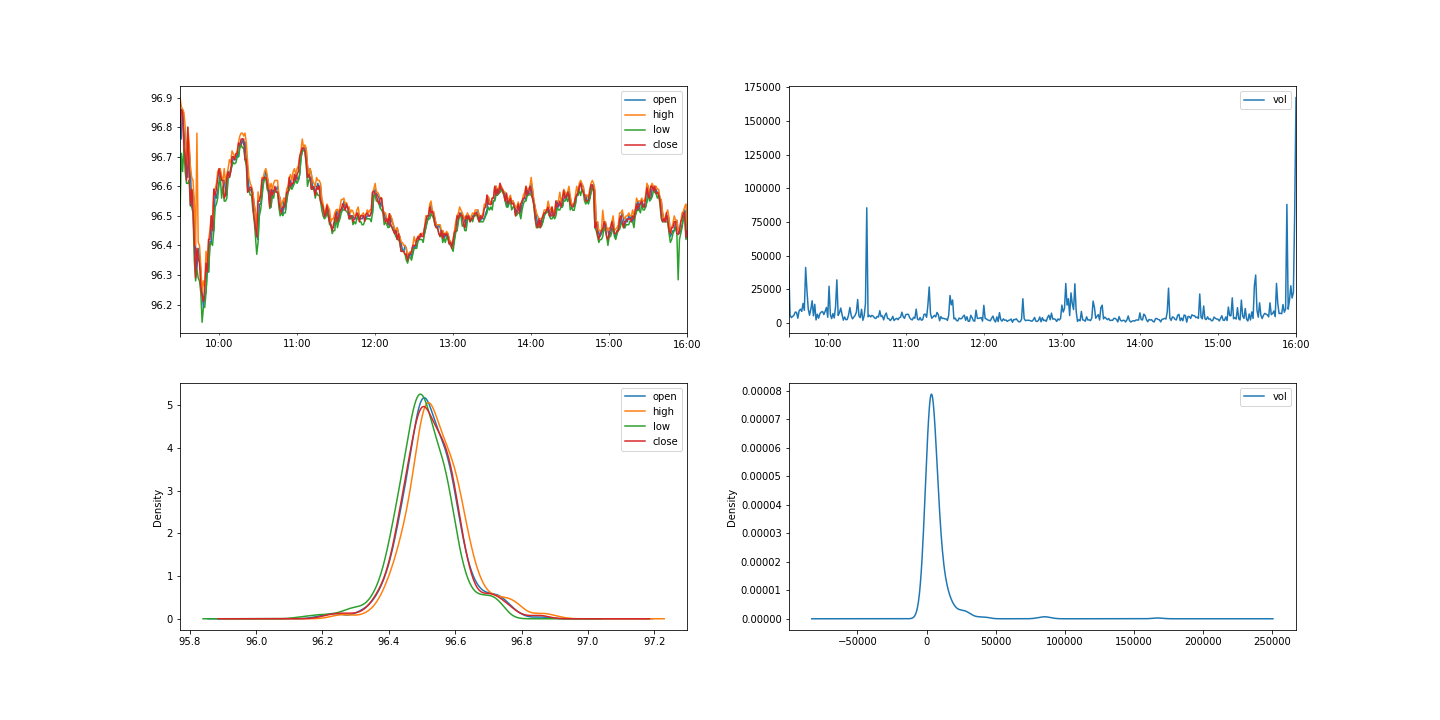 96.9
96.8
96.7
96.6
96.5
96.4
96.3
96.2
10:00 11:00 12:00 13:00 14:00 15:00 16:00
open
high
low
close
175000
150000
125000
100000
75000
50000
25000
0
10:00 11:00 12:00 13:00 14:00 15:00 16:00
vol
Density
5
4
3
2
1
0
95.8 96.0 96.2 96.4 96.6 96.8 97.0 97.2
open
high
low
close
Density
0.00008
0.00007
0.00006
0.00005
0.00004
0.00003
0.00002
0.00001
0.00000
−50000 0 50000 100000 150000 200000 250000
vol